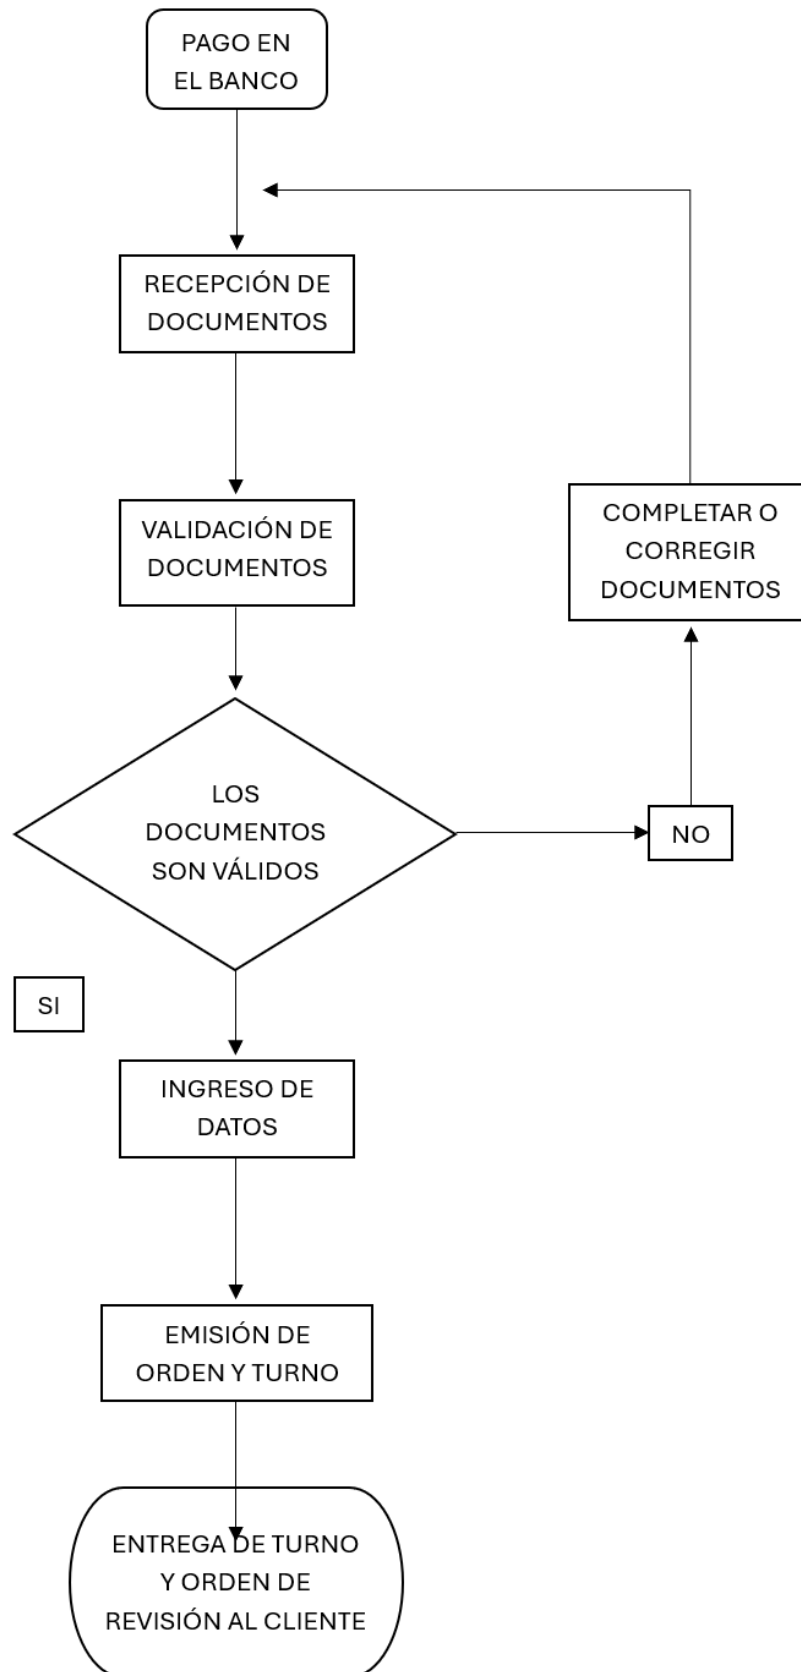 PAGO EN
EL BANCO
RECEPCIÓN DE
DOCUMENTOS
VALIDACIÓN DE
DOCUMENTOS
COMPLETAR O
CORREGIR
DOCUMENTOS
LOS
DOCUMENTOS
SON VÁLIDOS
NO
SI
INGRESO DE
DATOS
EMISIÓN DE
ORDEN Y TURNO
ENTREGA DE TURNO
Y ORDEN DE
REVISIÓN AL CLIENTE